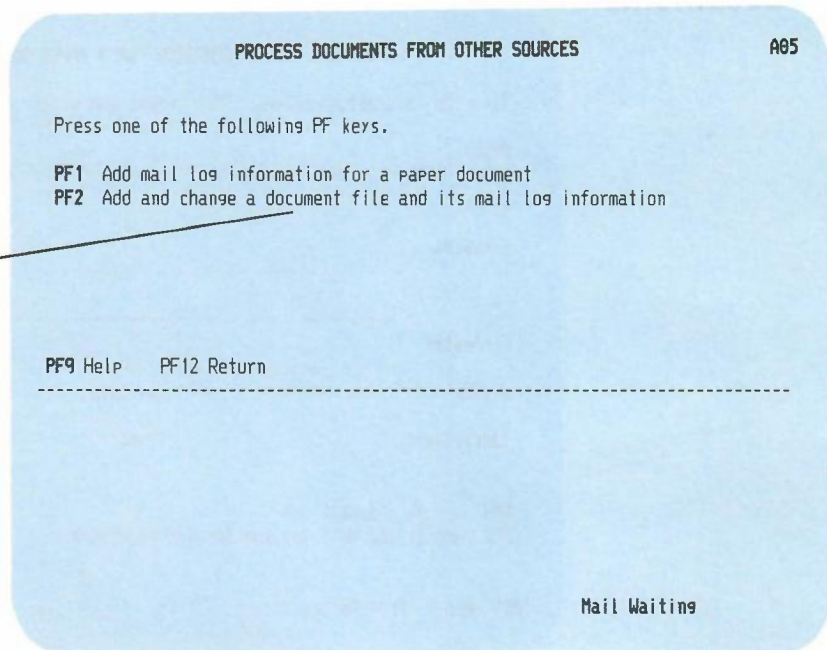 PROCESS DOCUMENTS FROM OTHER SOURCES A05
Press one of the following PF keys.
PF1 Add mail log information for a paper document
PF2 Add and change a document file and its mail log information
PF9 Help PF12 Return
Mail Waiting